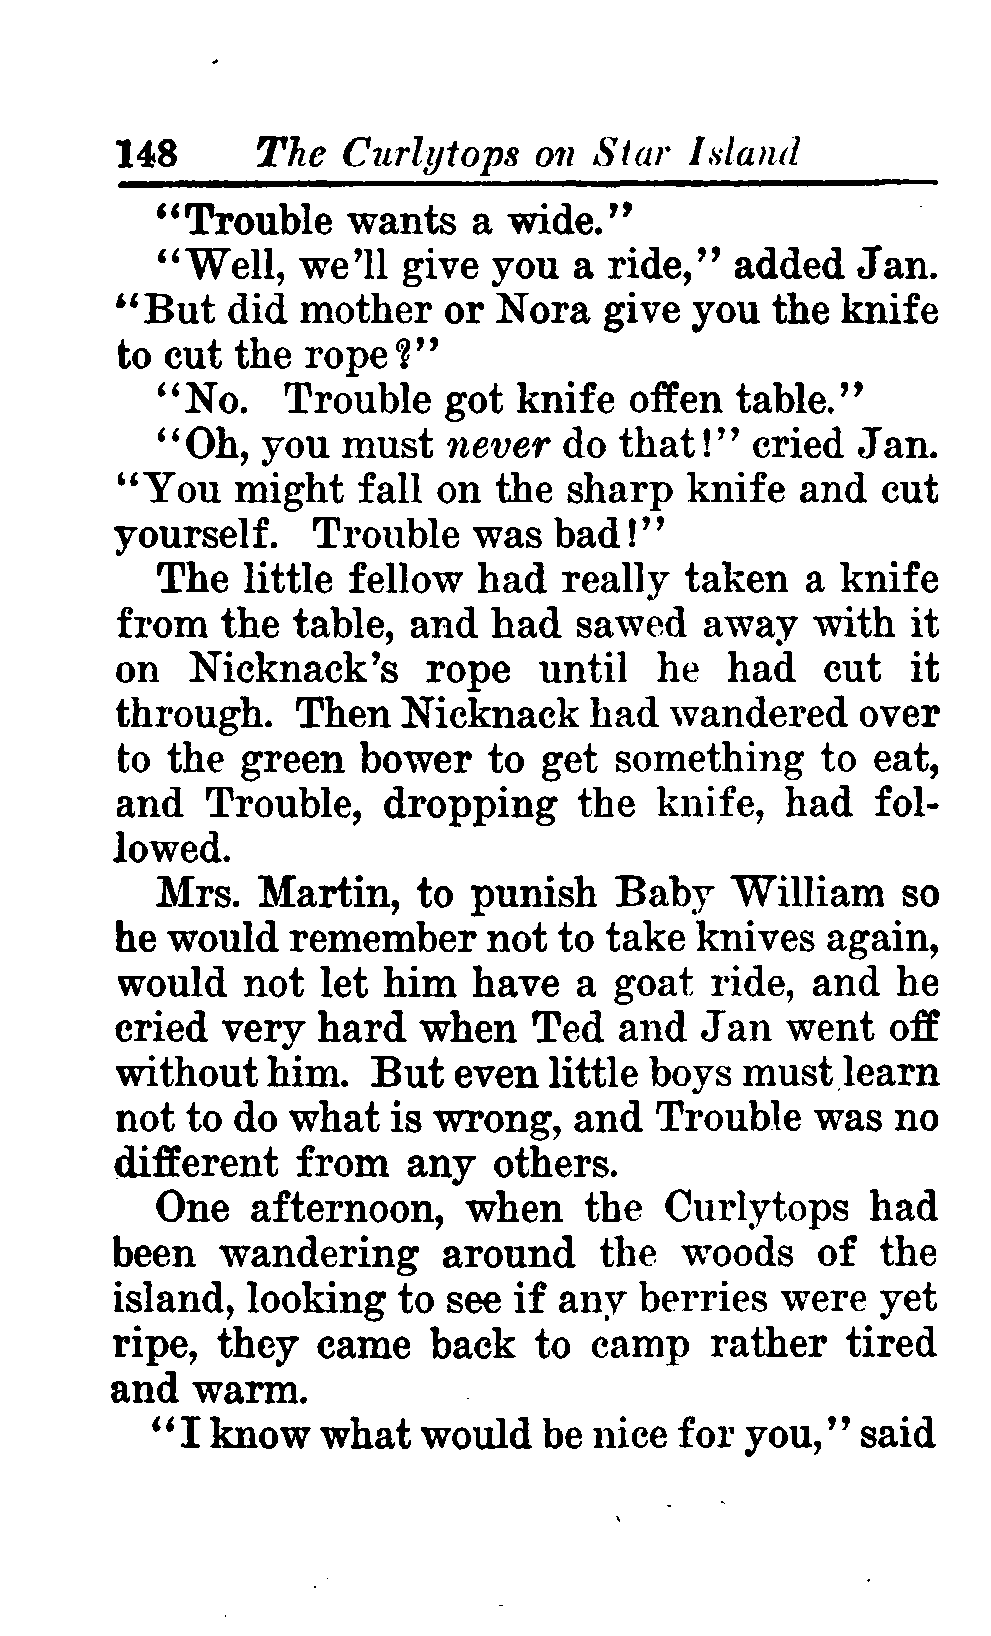 148 The Curlytops on Star Island
"Trouble wants a wide."
"Well, we'll give you a ride," added Jan.
"But did mother or Nora give you the knife
to cut the rope?"
"No. Trouble got knife offen table."
"Oh, you must never do that!" cried Jan.
"You might fall on the sharp knife and cut
yourself. Trouble was bad!"
The little fellow had really taken a knife
from the table, and had sawed away with it
on Nicknack's rope until he had cut it
through. Then Nicknack had wandered over
to the green bower to get something to eat,
and Trouble, dropping the knife, had fol-
lowed.
Mrs. Martin, to punish Baby William so
he would remember not to take knives again,
would not let him have a goat ride, and he
cried very hard when Ted and Jan went off
without him. But even little boys must learn
not to do what is wrong, and Trouble was no
different from any others.
One afternoon, when the Curlytops had
been wandering around the woods of the
island, looking to see if any berries were yet
ripe, they came back to camp rather tired
and warm.
"I know what would be nice for you," said